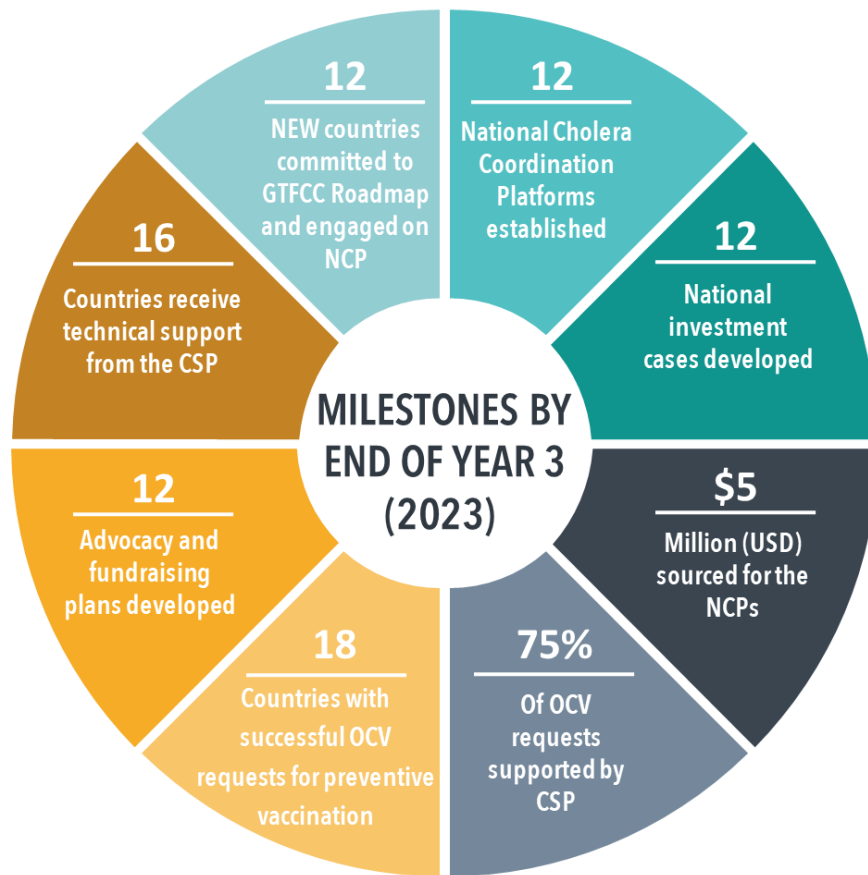 MILESTONES BY
END OF YEAR 3
(2023)
12
NEW countries
committed to
GTFCC Roadmap
and engaged on
NCP
12
National Cholera
Coordination
Platforms
established
12
National
investment
cases developed
$5
Million (USD)
sourced for the
NCPs
75%
Of OCV
requests
supported by
CSP
18
Countries with
successful OCV
requests for preventive
vaccination
12
Advocacy and
fundraising
plans developed
16
Countries receive
technical support
from the CSP